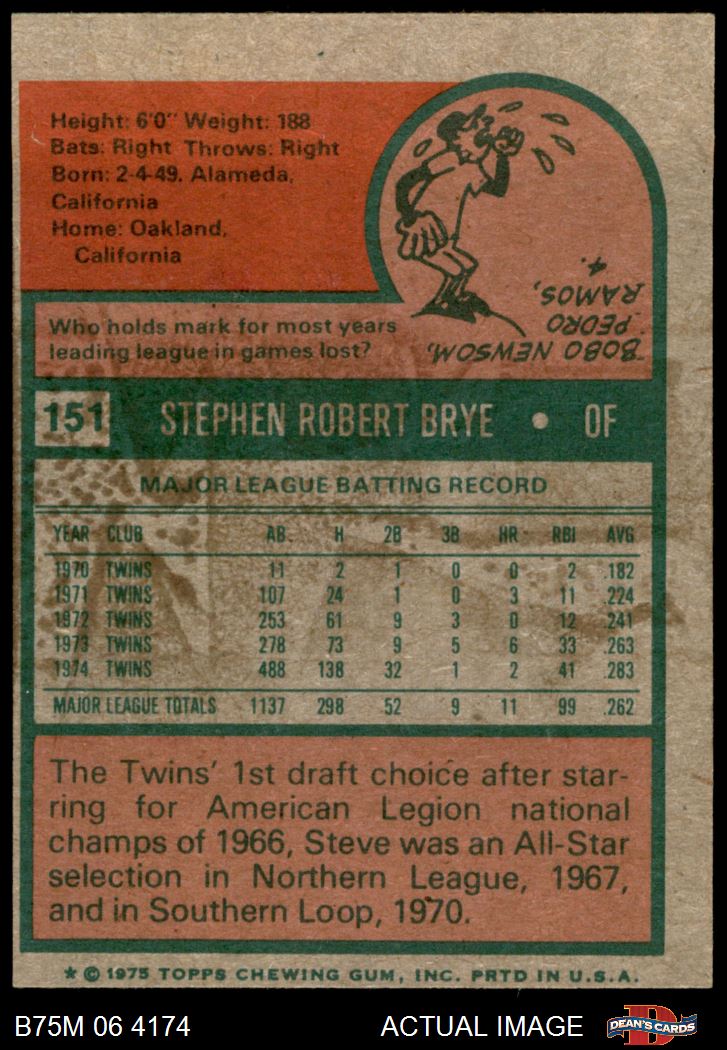 Height: 6'0" Weight: 188
Bats: Right Throws: Right
Born: 2-4-49. Alameda,
California
Home: Oakland,
California
Who holds mark for most years
leading league in games lost?
BOBO NEWSOM,
PEDRO
RAMOS,
4.
151 STEPHEN ROBERT BRYE • OF
MAJOR LEAGUE BATTING RECORD
YEAR CLUB AB H 2B 3B HR RBI AVG
1970 TWINS 11 2 1 0 0 2 .182
1971 TWINS 107 24 1 0 3 11 .224
1972 TWINS 253 61 9 3 0 12 .241
1973 TWINS 278 73 9 5 6 33 .263
1974 TWINS 488 138 32 1 2 41 .283
MAJOR LEAGUE TOTALS 1137 298 52 9 11 99 .262
The Twins' 1st draft choice after star-
ring for American Legion national
champs of 1966, Steve was an All-Star
selection in Northern League, 1967,
and in Southern Loop, 1970.
★ © 1975 TOPPS CHEWING GUM, INC. PRTD IN U.S.A.
B75M 06 4174 ACTUAL IMAGE
D
DEAN'S CARDS